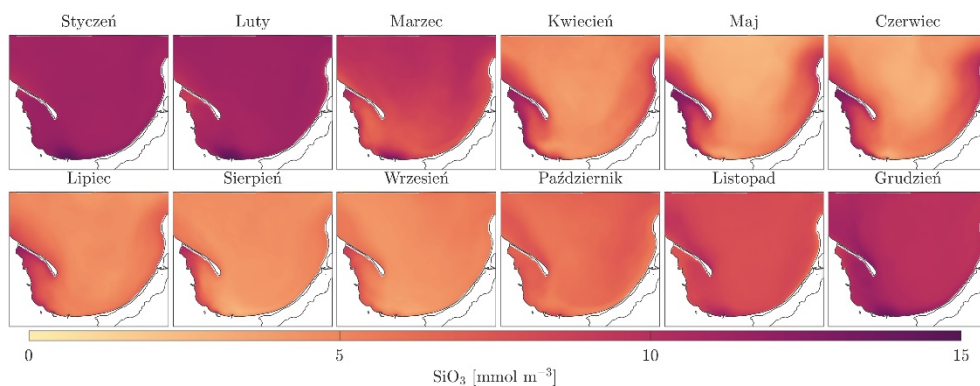 Styczeń Luty Marzec Kwiecień Maj Czerwiec
Lipiec Sierpień Wrzesień Październik Listopad Grudzień
0 5 10 15
SiO₃ [mmol m⁻³]